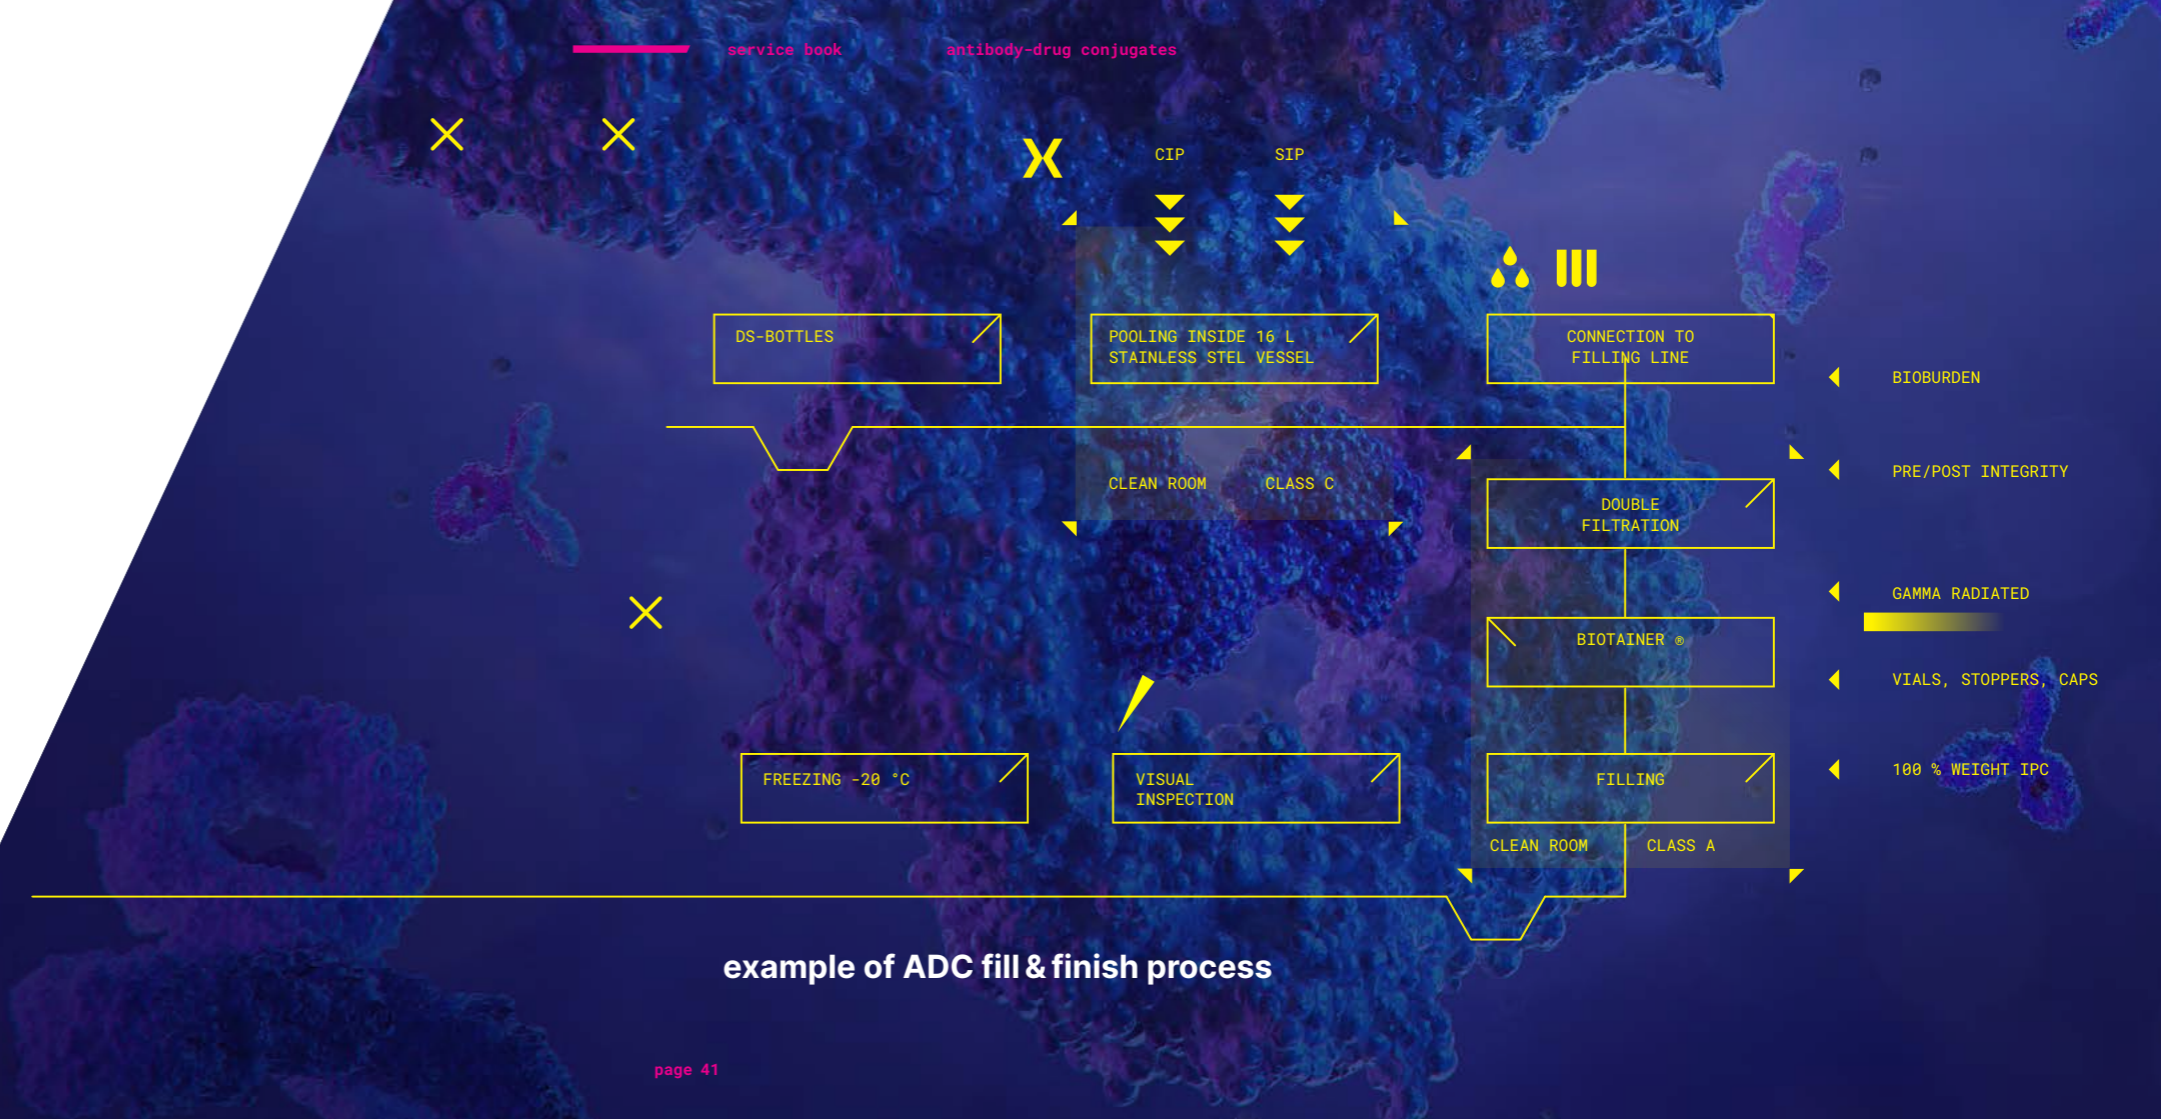 service book
antibody-drug conjugates
CIP
SIP
DS-BOTTLES
POOLING INSIDE 16 L
STAINLESS STEL VESSEL
CONNECTION TO
FILLING LINE
BIOBURDEN
PRE/POST INTEGRITY
CLEAN ROOM
CLASS C
DOUBLE
FILTRATION
GAMMA RADIATED
BIOTAINER ®
VIALS, STOPPERS, CAPS
FREEZING -20 °C
VISUAL
INSPECTION
FILLING
100 % WEIGHT IPC
CLEAN ROOM
CLASS A
example of ADC fill & finish process
page 41